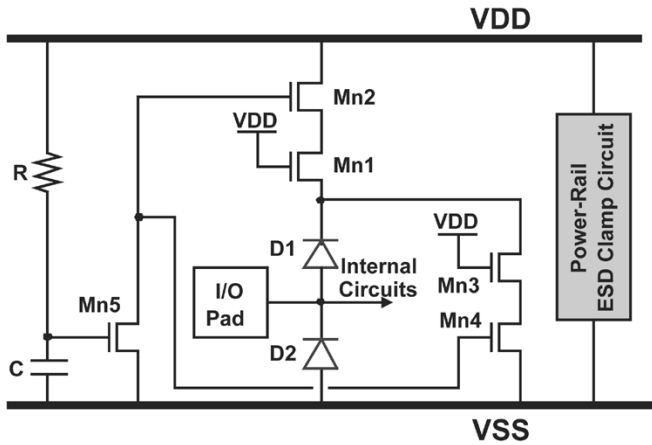 VDD
Mn2
VDD
Mn1
R
VDD
D1
Internal
Circuits
Mn3
Power-Rail
ESD Clamp Circuit
I/O
Pad
Mn5
Mn4
D2
C
VSS